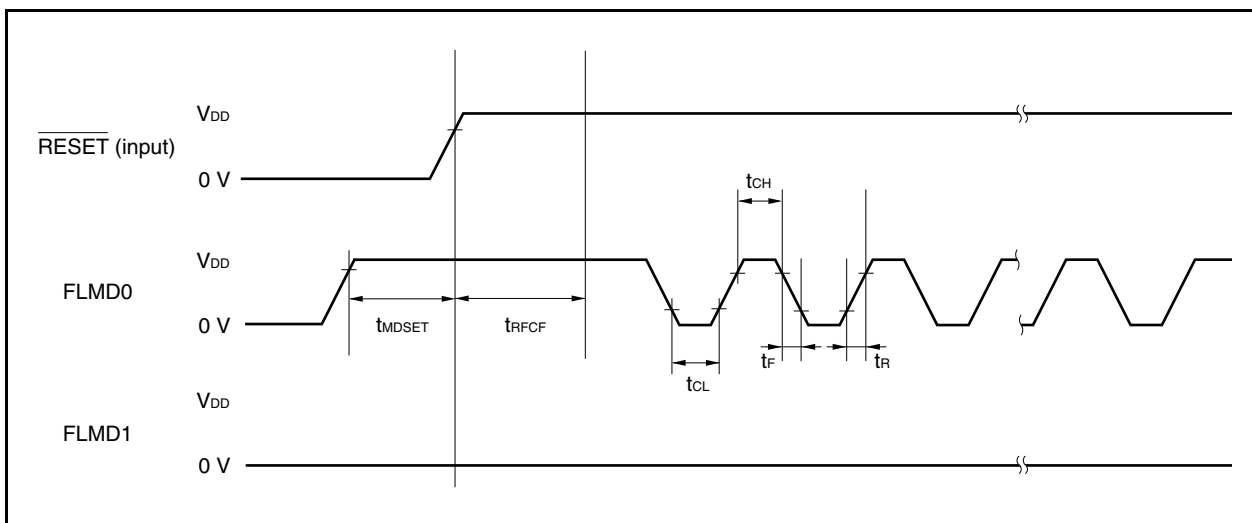 VDD
RESET (input)
0 V
tCH
VDD
FLMD0
tMDSET
tRFCF
0 V
tF
tR
tCL
VDD
FLMD1
0 V